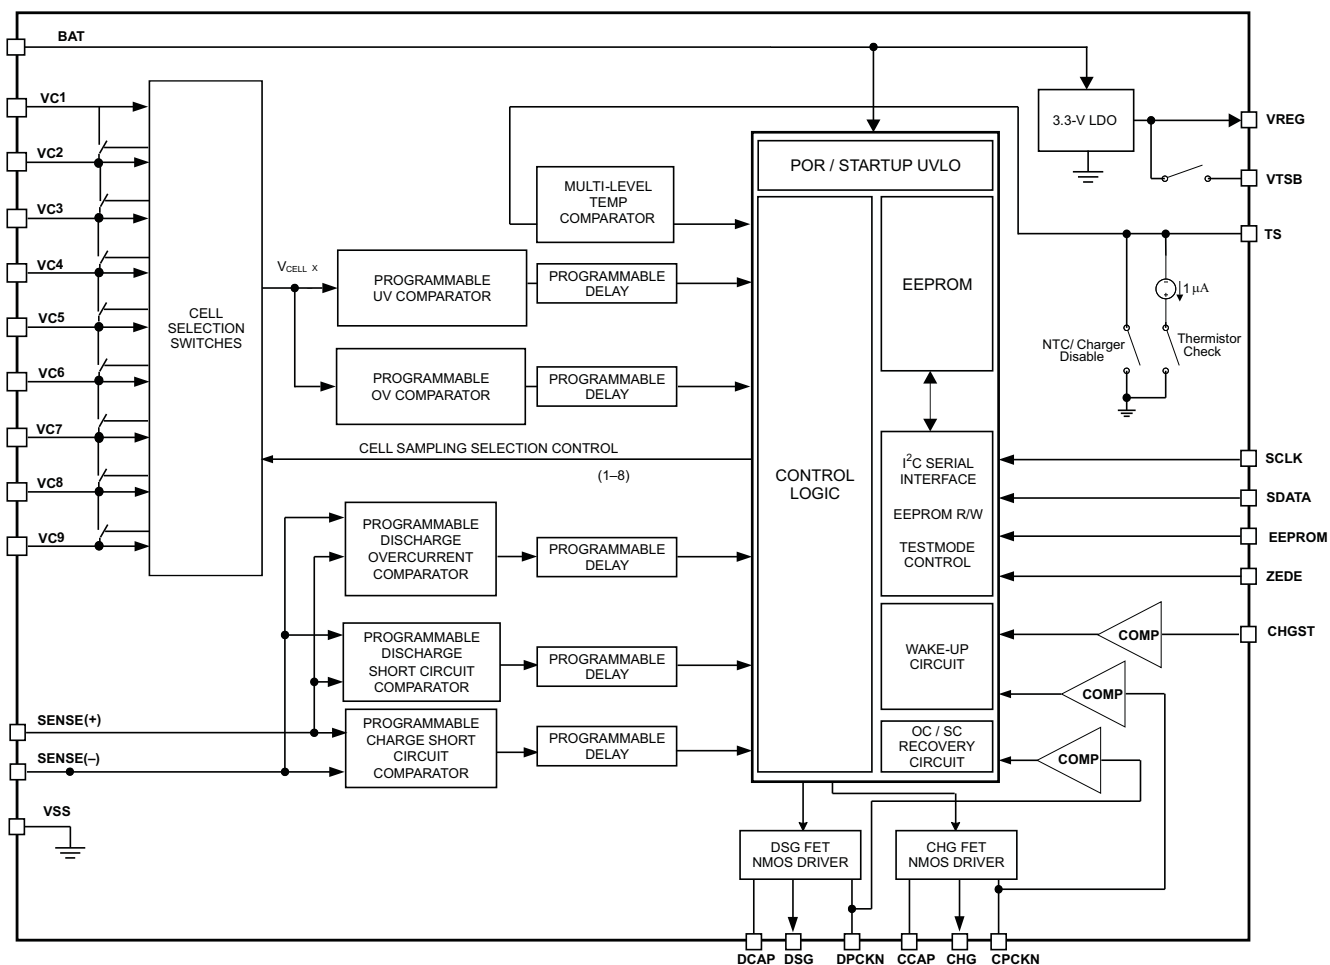 BAT
VC1
VC2
VC3
VC4
VC5
VC6
VC7
VC8
VC9
SENSE(+)
SENSE(–)
VSS
CELL
SELECTION
SWITCHES
VCELL x
PROGRAMMABLE
UV COMPARATOR
PROGRAMMABLE
OV COMPARATOR
CELL SAMPLING SELECTION CONTROL
(1–8)
PROGRAMMABLE
DISCHARGE
OVERCURRENT
COMPARATOR
PROGRAMMABLE
DISCHARGE
SHORT CIRCUIT
COMPARATOR
PROGRAMMABLE
CHARGE SHORT
CIRCUIT
COMPARATOR
MULTI-LEVEL
TEMP
COMPARATOR
PROGRAMMABLE
DELAY
PROGRAMMABLE
DELAY
PROGRAMMABLE
DELAY
PROGRAMMABLE
DELAY
PROGRAMMABLE
DELAY
POR / STARTUP UVLO
CONTROL
LOGIC
EEPROM
I2C SERIAL
INTERFACE
EEPROM R/W
TESTMODE
CONTROL
WAKE-UP
CIRCUIT
OC / SC
RECOVERY
CIRCUIT
3.3-V LDO
1 µA
NTC/ Charger
Disable
Thermistor
Check
COMP
COMP
COMP
VREG
VTSB
TS
SCLK
SDATA
EEPROM
ZEDE
CHGST
DSG FET
NMOS DRIVER
CHG FET
NMOS DRIVER
DCAP
DSG
DPCKN
CCAP
CHG
CPCKN